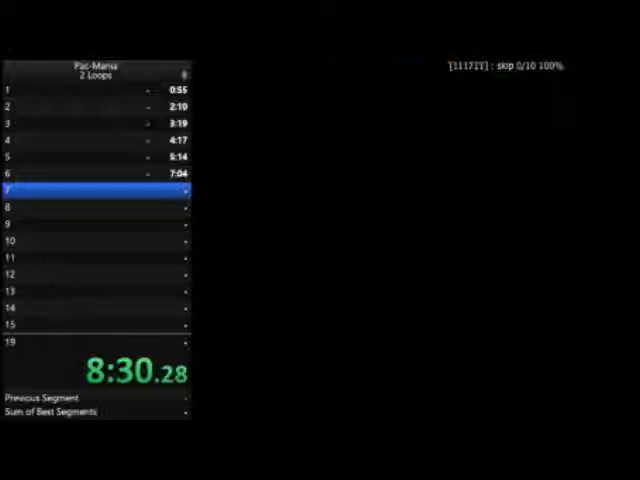 Pac-Mania
2 Loops
1 - 0:55
2 - 2:10
3 - 3:19
4 - 4:17
5 - 5:14
6 - 7:04
7 -
8 -
9 -
10 -
11 -
12 -
13 -
14 -
15 -
19 -
8:30.28
Previous Segment -
Sum of Best Segments -
skip 0/10 100%